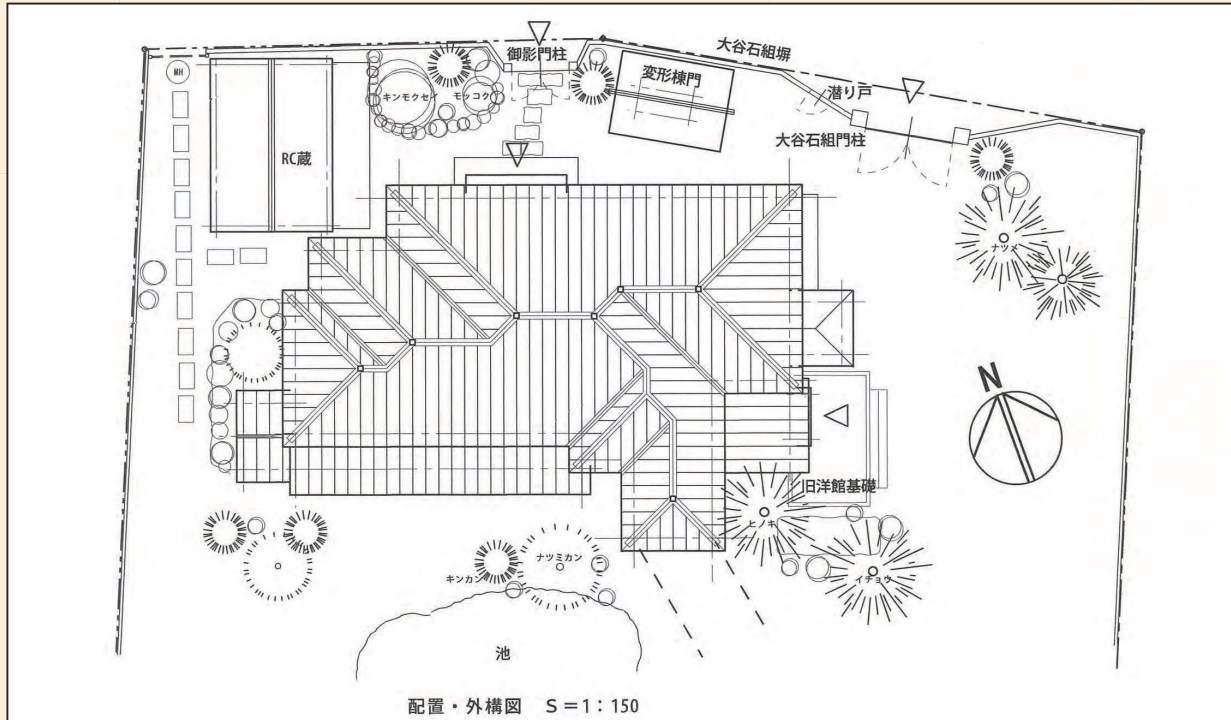 大谷石組塀
御影門柱
変形棟門
MH
キンモクセイ
モッコク
潜り戸
大谷石組門柱
RC蔵
ナツメ
N
旧洋館基礎
ヒノキ
ナツミカン
キンカン
イチョウ
池
配置・外構図 S=1:150